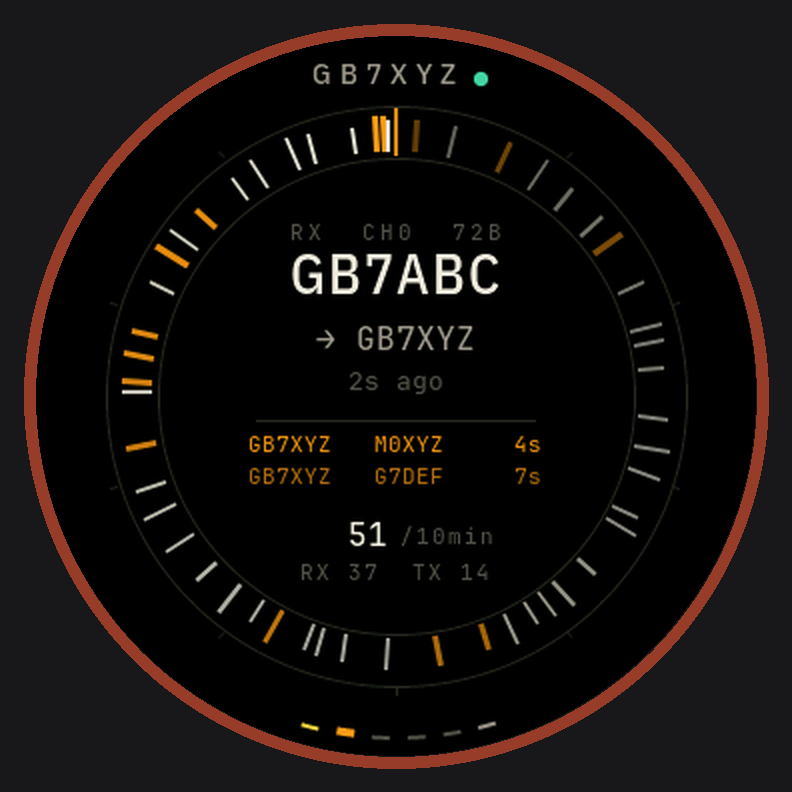 GB7XYZ
RX CH0 72B
GB7ABC
→ GB7XYZ
2s ago
GB7XYZ M0XYZ 4s
GB7XYZ G7DEF 7s
51 /10min
RX 37 TX 14